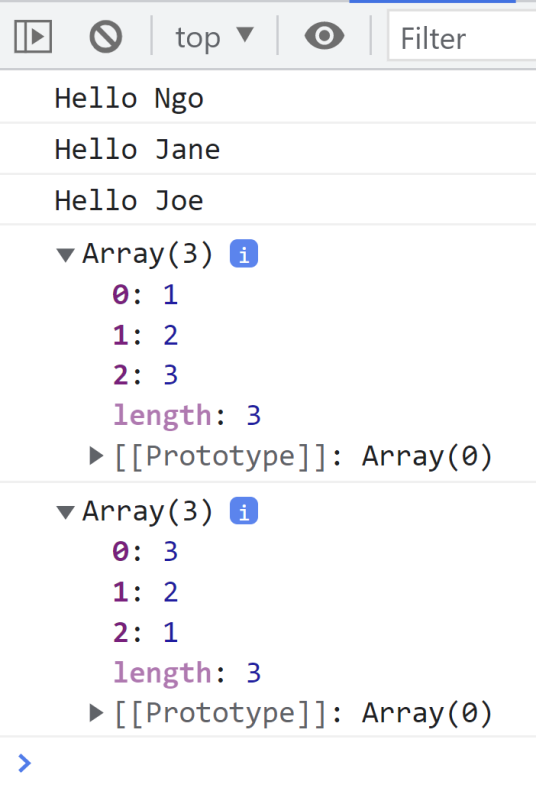 top Filter
Hello Ngo
Hello Jane
Hello Joe
Array(3) i
0: 1
1: 2
2: 3
length: 3
[[Prototype]]: Array(0)
Array(3) i
0: 3
1: 2
2: 1
length: 3
[[Prototype]]: Array(0)